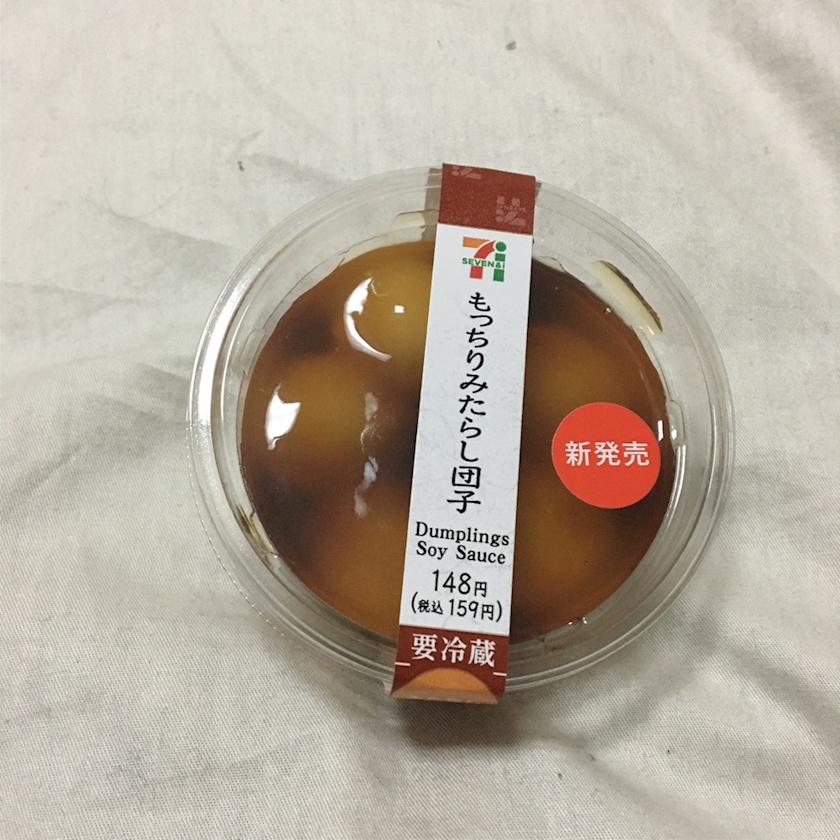 SEVEN&i
もっちりみたらし団子
Dumplings
Soy Sauce
148円
(税込159円)
要冷蔵
新発売